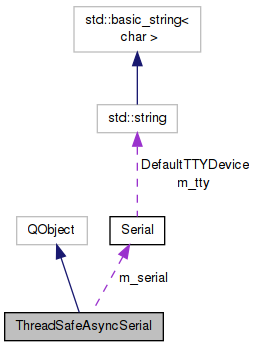 std::basic_string<
char >
std::string
DefaultTTYDevice
m_tty
QObject
Serial
m_serial
ThreadSafeAsyncSerial